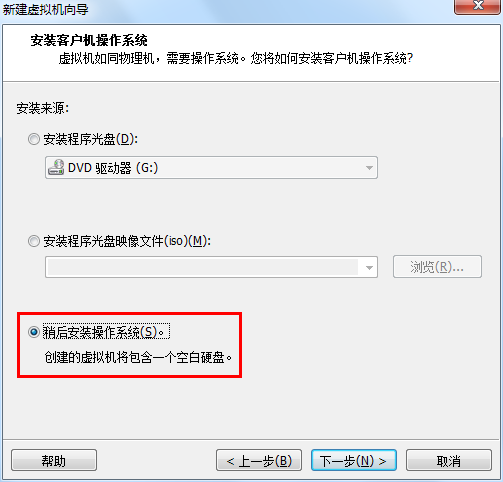 新建虚拟机向导
安装客户机操作系统
虚拟机如同物理机，需要操作系统。您将如何安装客户机操作系统?
安装来源:
安装程序光盘(D):
DVD 驱动器 (G:)
安装程序光盘映像文件(iso)(M):
浏览(R)...
稍后安装操作系统(S)。
创建的虚拟机将包含一个空白硬盘。
帮助
< 上一步(B)
下一步(N) >
取消